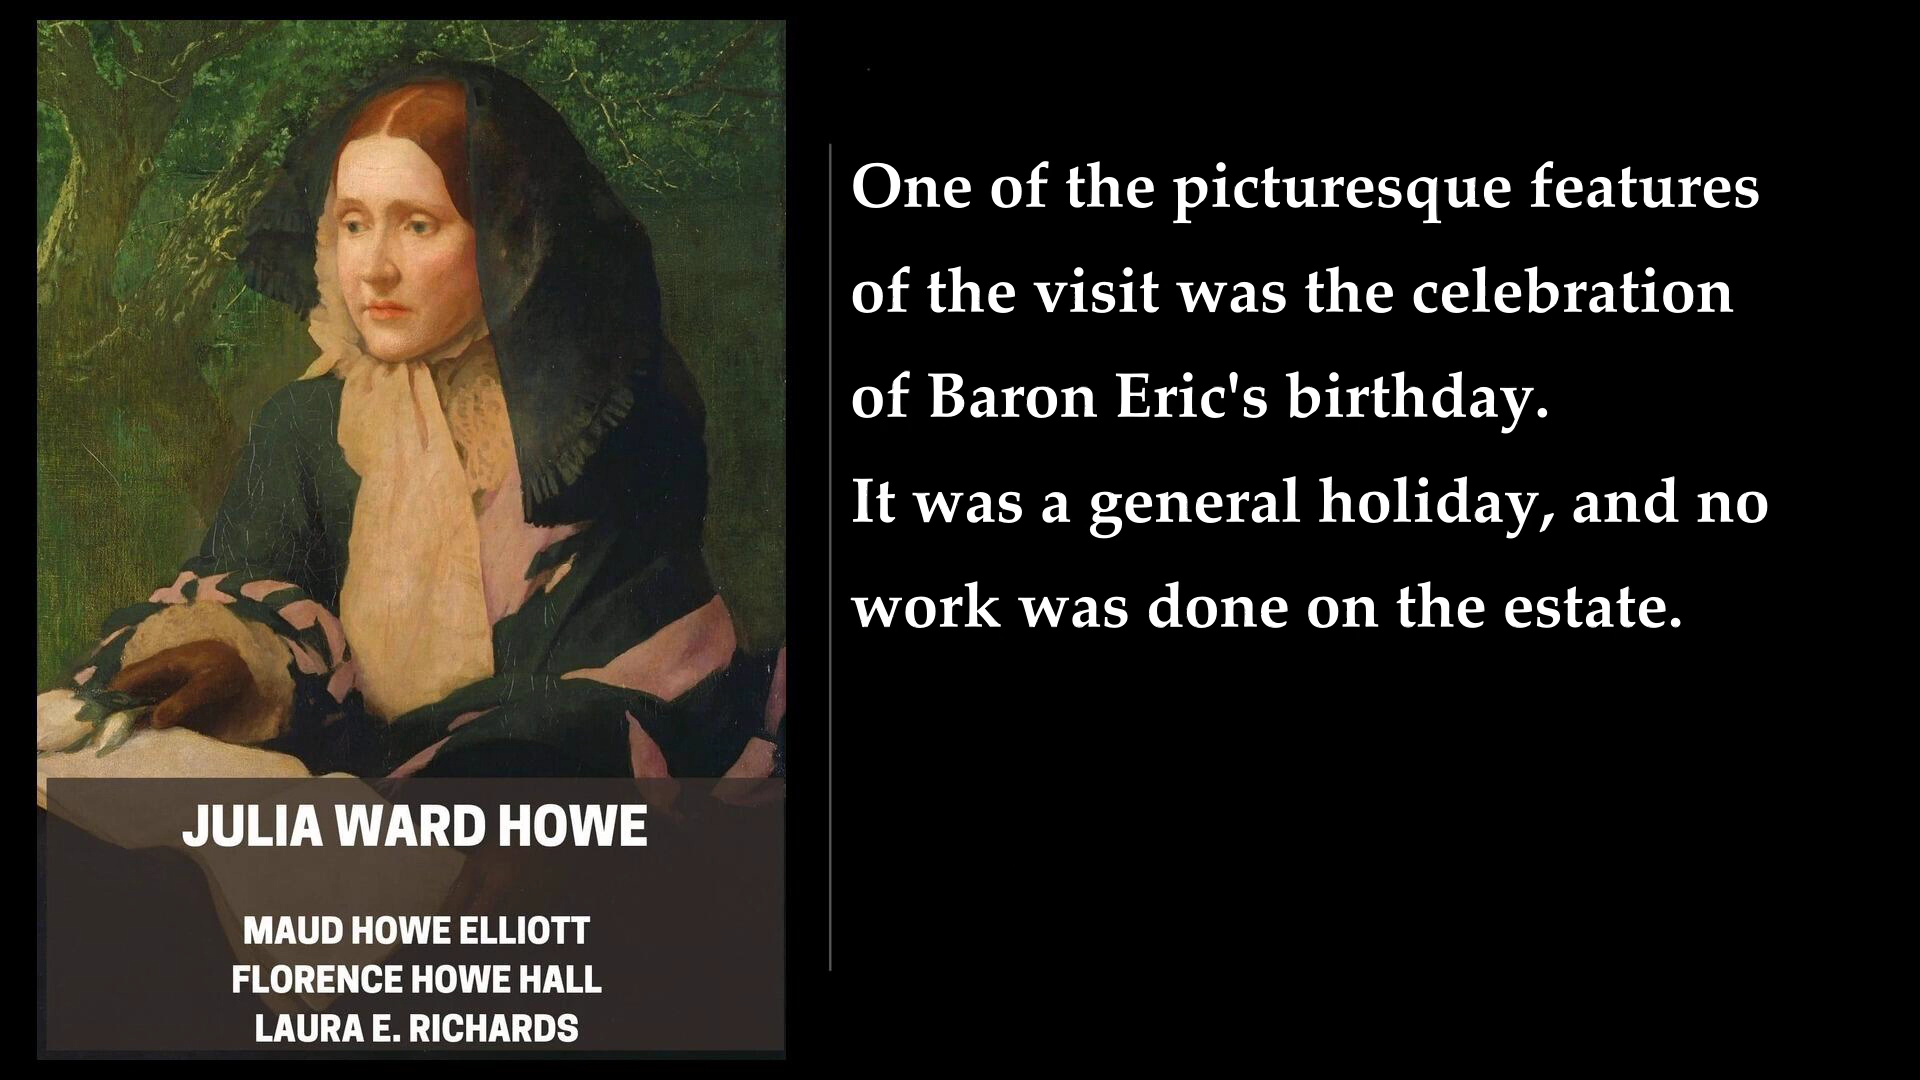 One of the picturesque features
of the visit was the celebration
of Baron Eric's birthday.
It was a general holiday, and no
work was done on the estate.
JULIA WARD HOWE
MAUD HOWE ELLIOTT
FLORENCE HOWE HALL
LAURA E. RICHARDS